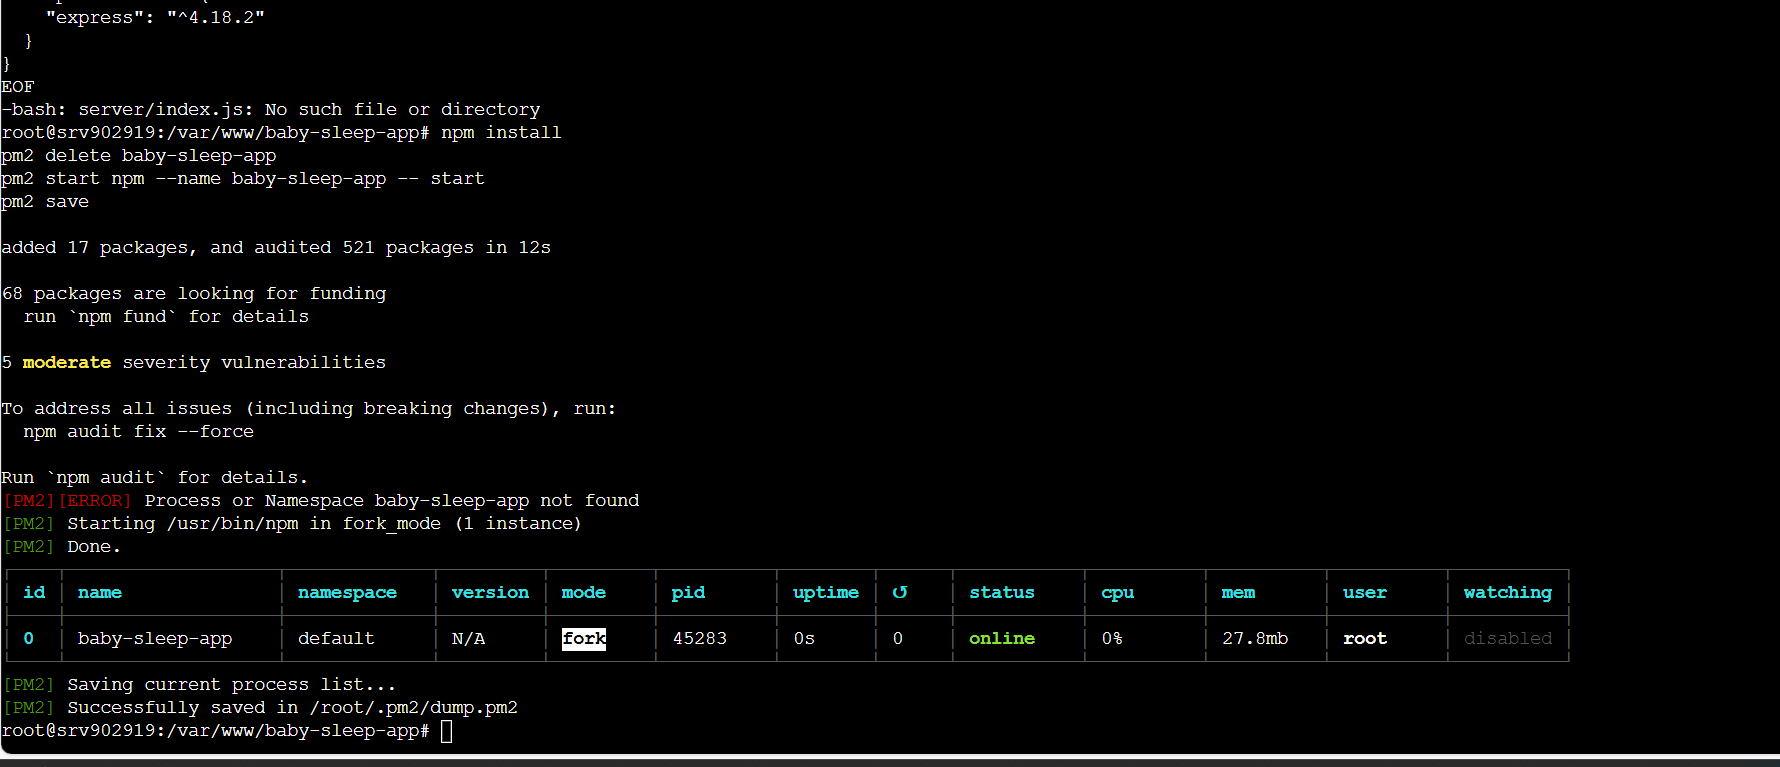 "express": "^4.18.2"
}
}
EOF
-bash: server/index.js: No such file or directory
root@srv902919:/var/www/baby-sleep-app# npm install
pm2 delete baby-sleep-app
pm2 start npm --name baby-sleep-app -- start
pm2 save
added 17 packages, and audited 521 packages in 12s
68 packages are looking for funding
run `npm fund` for details
5 moderate severity vulnerabilities
To address all issues (including breaking changes), run:
npm audit fix --force
Run `npm audit` for details.
[PM2][ERROR] Process or Namespace baby-sleep-app not found
[PM2] Starting /usr/bin/npm in fork_mode (1 instance)
[PM2] Done.
id name namespace version mode pid uptime ↺ status cpu mem user watching
0 baby-sleep-app default N/A fork 45283 0s 0 online 0% 27.8mb root disabled
[PM2] Saving current process list...
[PM2] Successfully saved in /root/.pm2/dump.pm2
root@srv902919:/var/www/baby-sleep-app#